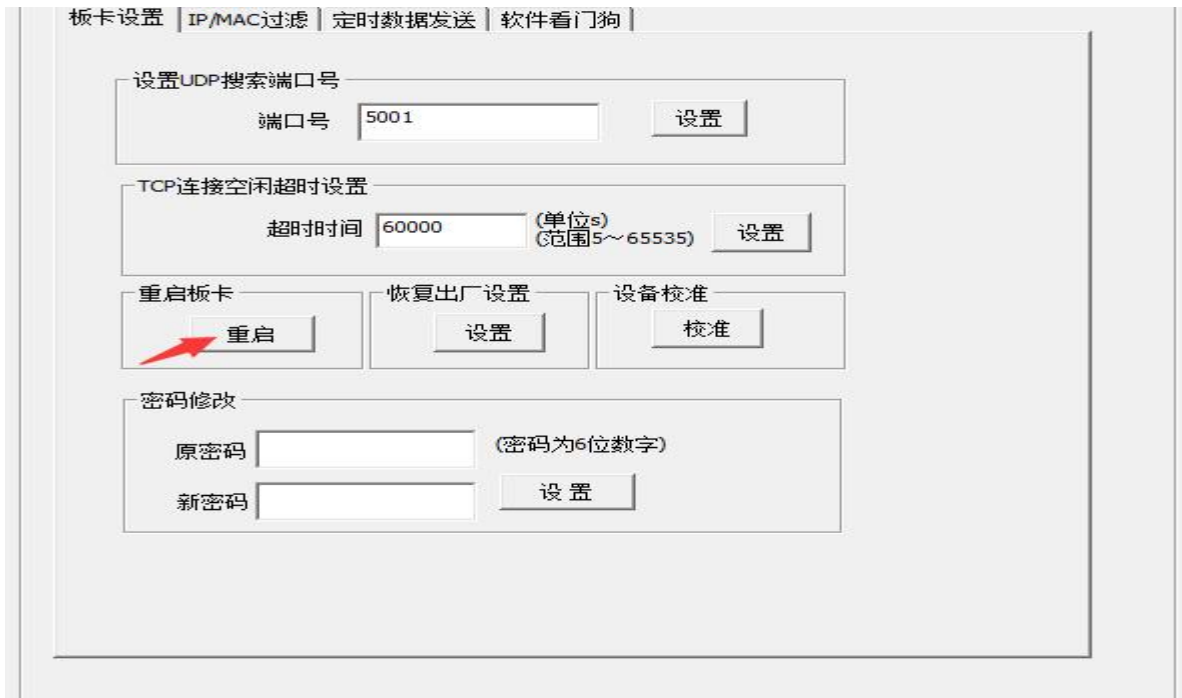 板卡设置 IP/MAC过滤 定时数据发送 软件看门狗
设置UDP搜索端口号
端口号 5001 设置
TCP连接空闲超时设置
超时时间 60000 (单位s) 设置
(范围5～65535)
重启板卡 恢复出厂设置 设备校准
重启 设置 校准
密码修改
原密码 (密码为6位数字)
新密码 设 置